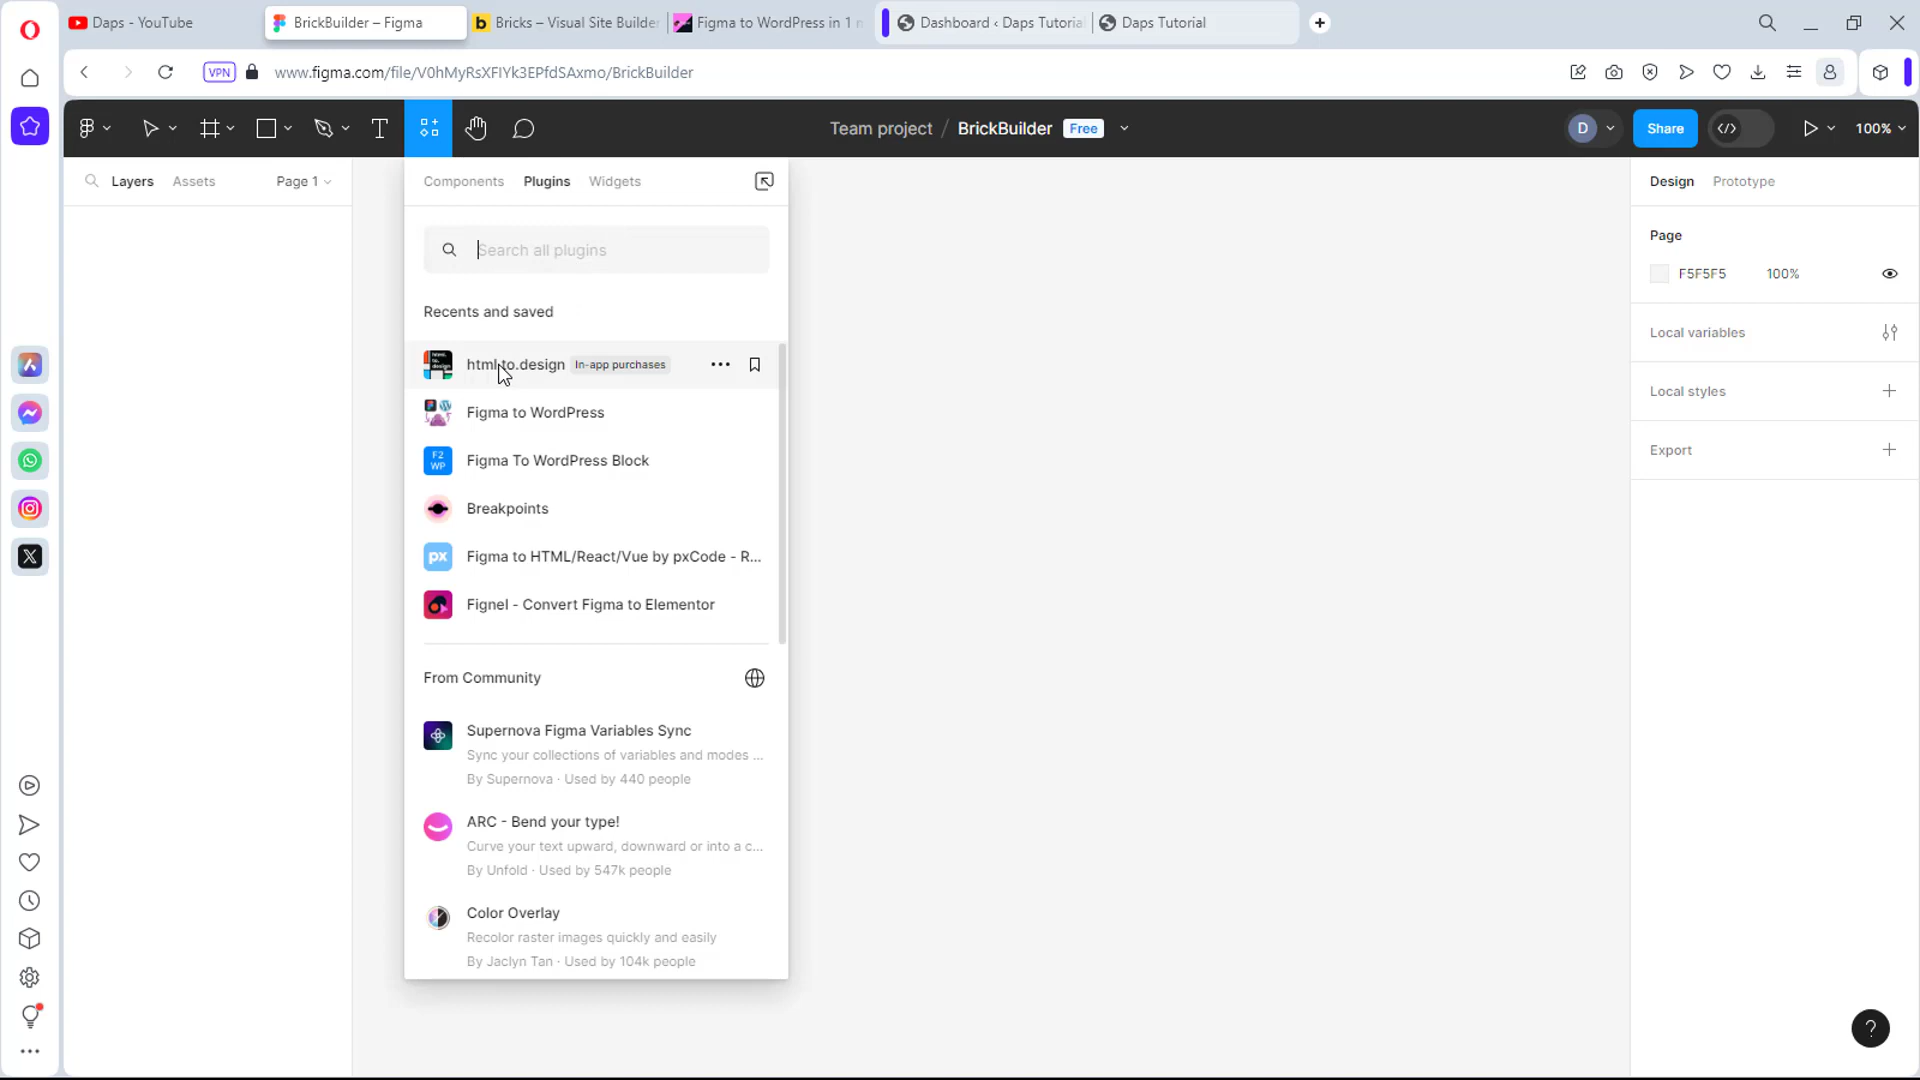 Daps - YouTube
BrickBuilder – Figma
Bricks – Visual Site Builder
Figma to WordPress in 1 m
Dashboard ‹ Daps Tutorial
Daps Tutorial
VPN
www.figma.com/file/V0hMyRsXFIYk3EPfdSAxmo/BrickBuilder
Team project / BrickBuilder Free
D
Share
100%
Layers
Assets
Page 1
Components
Plugins
Widgets
Design
Prototype
Search all plugins
Page
F5F5F5
100%
Recents and saved
Local variables
html.to.design In-app purchases
Local styles
Figma to WordPress
F2
WP
Figma To WordPress Block
Export
Breakpoints
px
Figma to HTML/React/Vue by pxCode - R...
Fignel - Convert Figma to Elementor
From Community
Supernova Figma Variables Sync
Sync your collections of variables and modes ...
By Supernova · Used by 440 people
ARC - Bend your type!
Curve your text upward, downward or into a c...
By Unfold · Used by 547k people
Color Overlay
Recolor raster images quickly and easily
By Jaclyn Tan · Used by 104k people
?